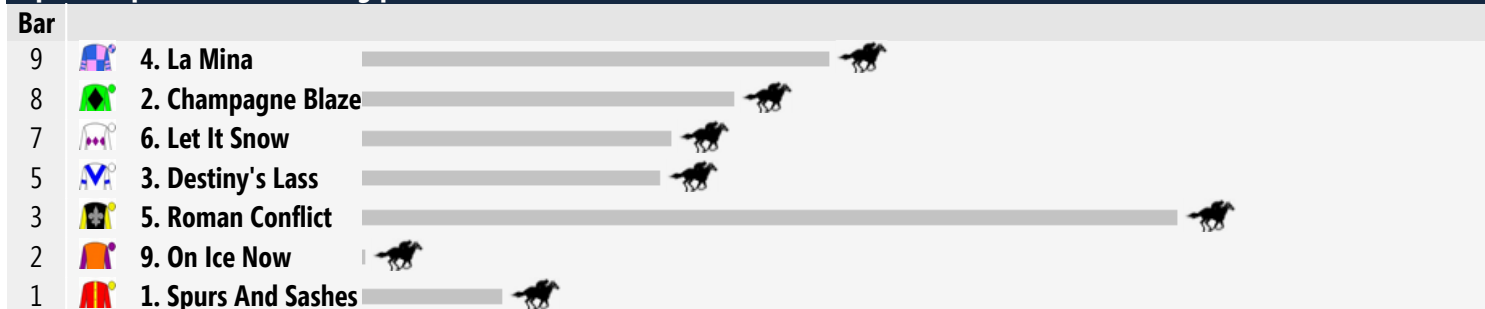 Bar
9 4. La Mina
8 2. Champagne Blaze
7 6. Let It Snow
5 3. Destiny's Lass
3 5. Roman Conflict
2 9. On Ice Now
1 1. Spurs And Sashes